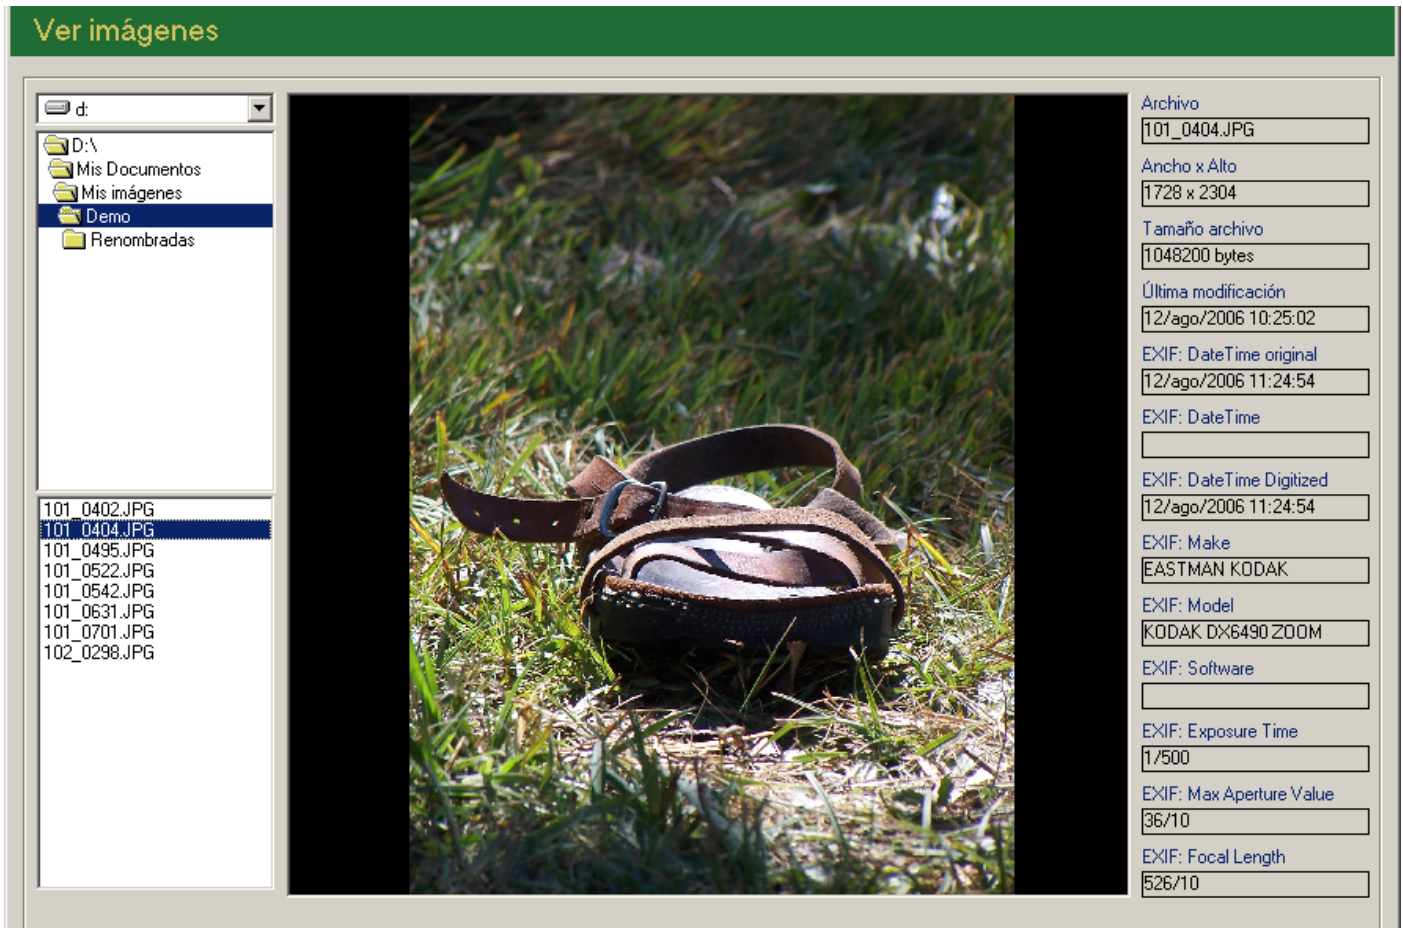 Ver imágenes
d:
D:\
Mis Documentos
Mis imágenes
Demo
Renombradas
101_0402.JPG
101_0404.JPG
101_0495.JPG
101_0522.JPG
101_0542.JPG
101_0631.JPG
101_0701.JPG
102_0298.JPG
Archivo
101_0404.JPG
Ancho x Alto
1728 x 2304
Tamaño archivo
1048200 bytes
Última modificación
12/ago/2006 10:25:02
EXIF: DateTime original
12/ago/2006 11:24:54
EXIF: DateTime
EXIF: DateTime Digitized
12/ago/2006 11:24:54
EXIF: Make
EASTMAN KODAK
EXIF: Model
KODAK DX6490 ZOOM
EXIF: Software
EXIF: Exposure Time
1/500
EXIF: Max Aperture Value
36/10
EXIF: Focal Length
526/10